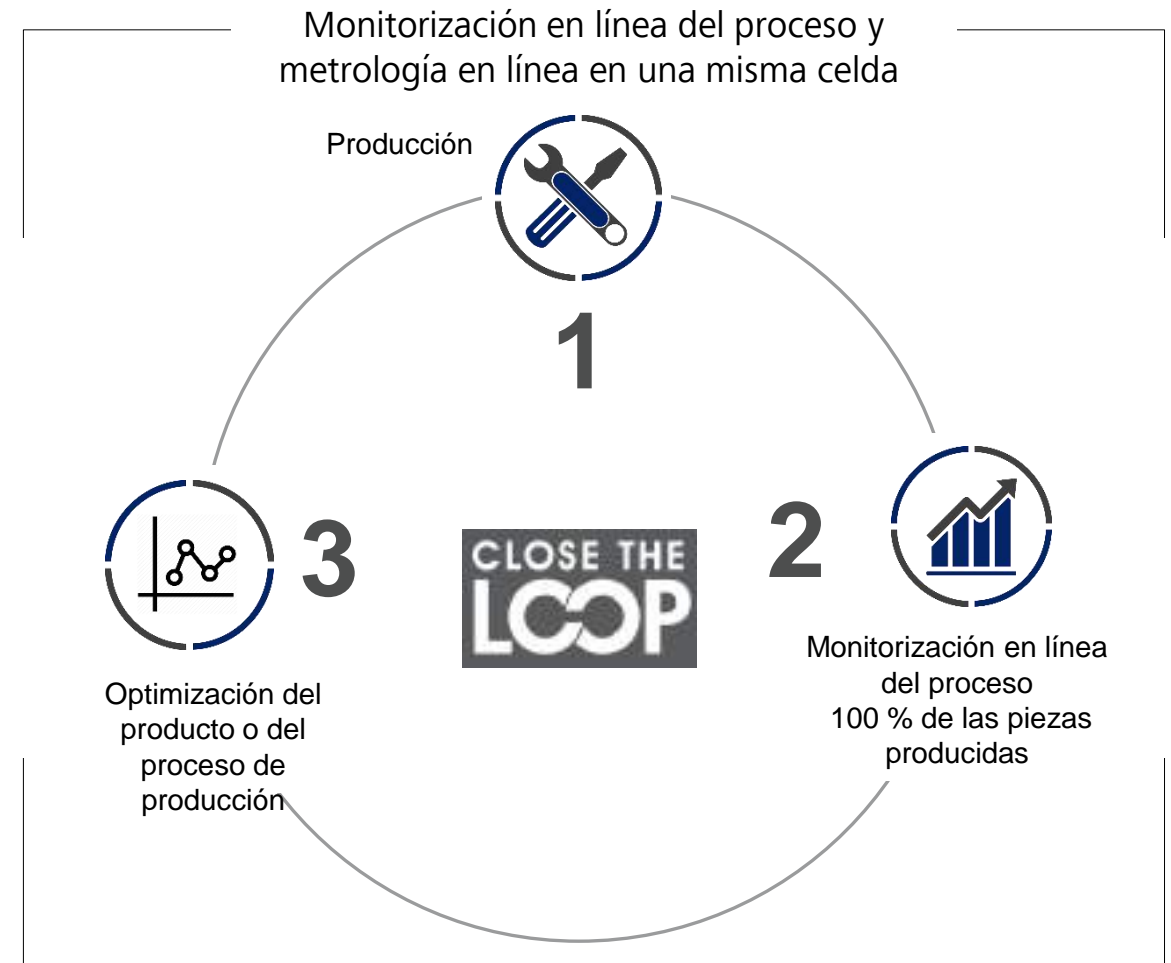 Monitorización en línea del proceso y
metrología en línea en una misma celda
Producción
1
2
Monitorización en línea
del proceso
100 % de las piezas
producidas
3
Optimización del
producto o del
proceso de
producción
CLOSE THE
LOOP